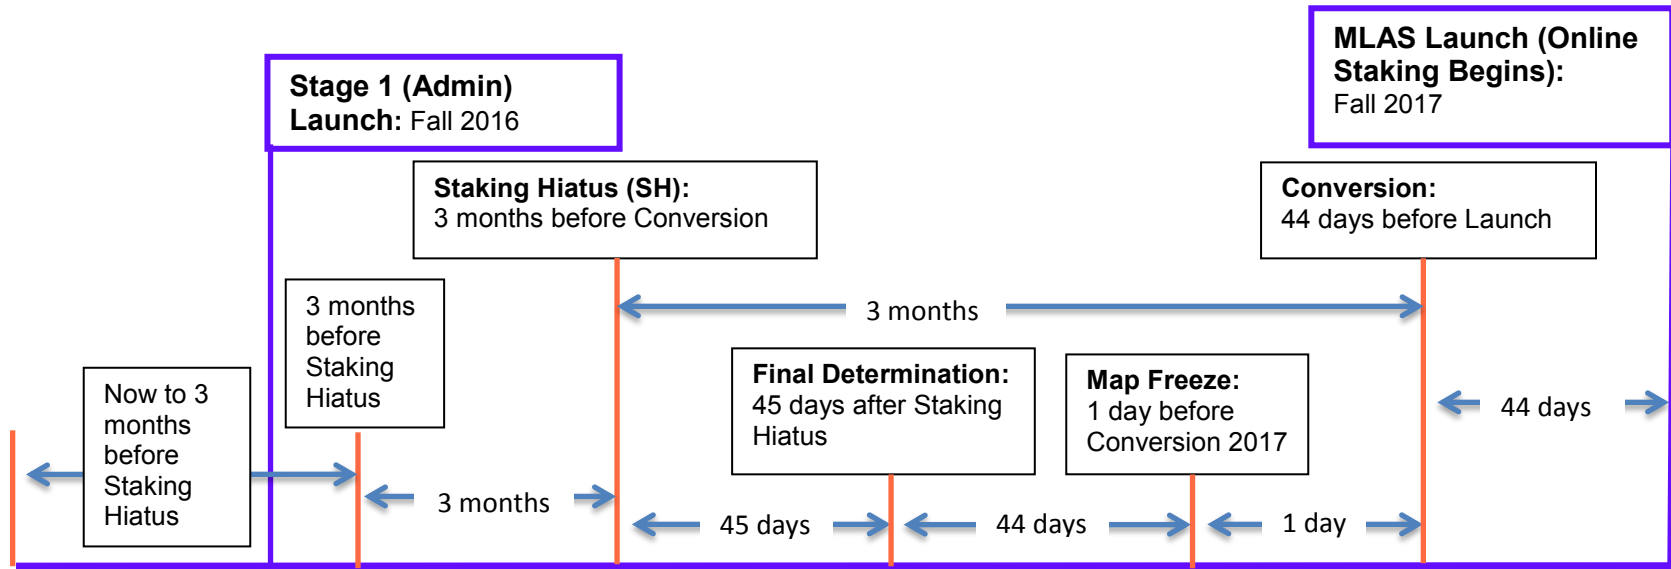 MLAS Launch (Online
Staking Begins):
Fall 2017
Stage 1 (Admin)
Launch: Fall 2016
Staking Hiatus (SH):
3 months before Conversion
Conversion:
44 days before Launch
3 months
before
Staking
Hiatus
3 months
Now to 3
months
before
Staking
Hiatus
Final Determination:
45 days after Staking
Hiatus
Map Freeze:
1 day before
Conversion 2017
44 days
3 months
45 days
44 days
1 day